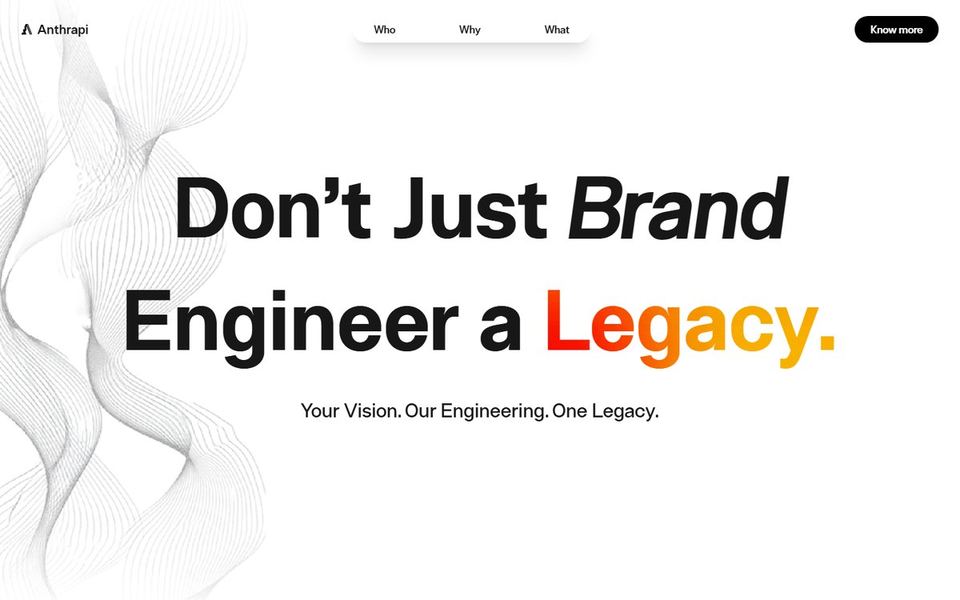 Anthrapi
Who
Why
What
Know more
Don’t Just Brand
Engineer a Legacy.
Your Vision. Our Engineering. One Legacy.